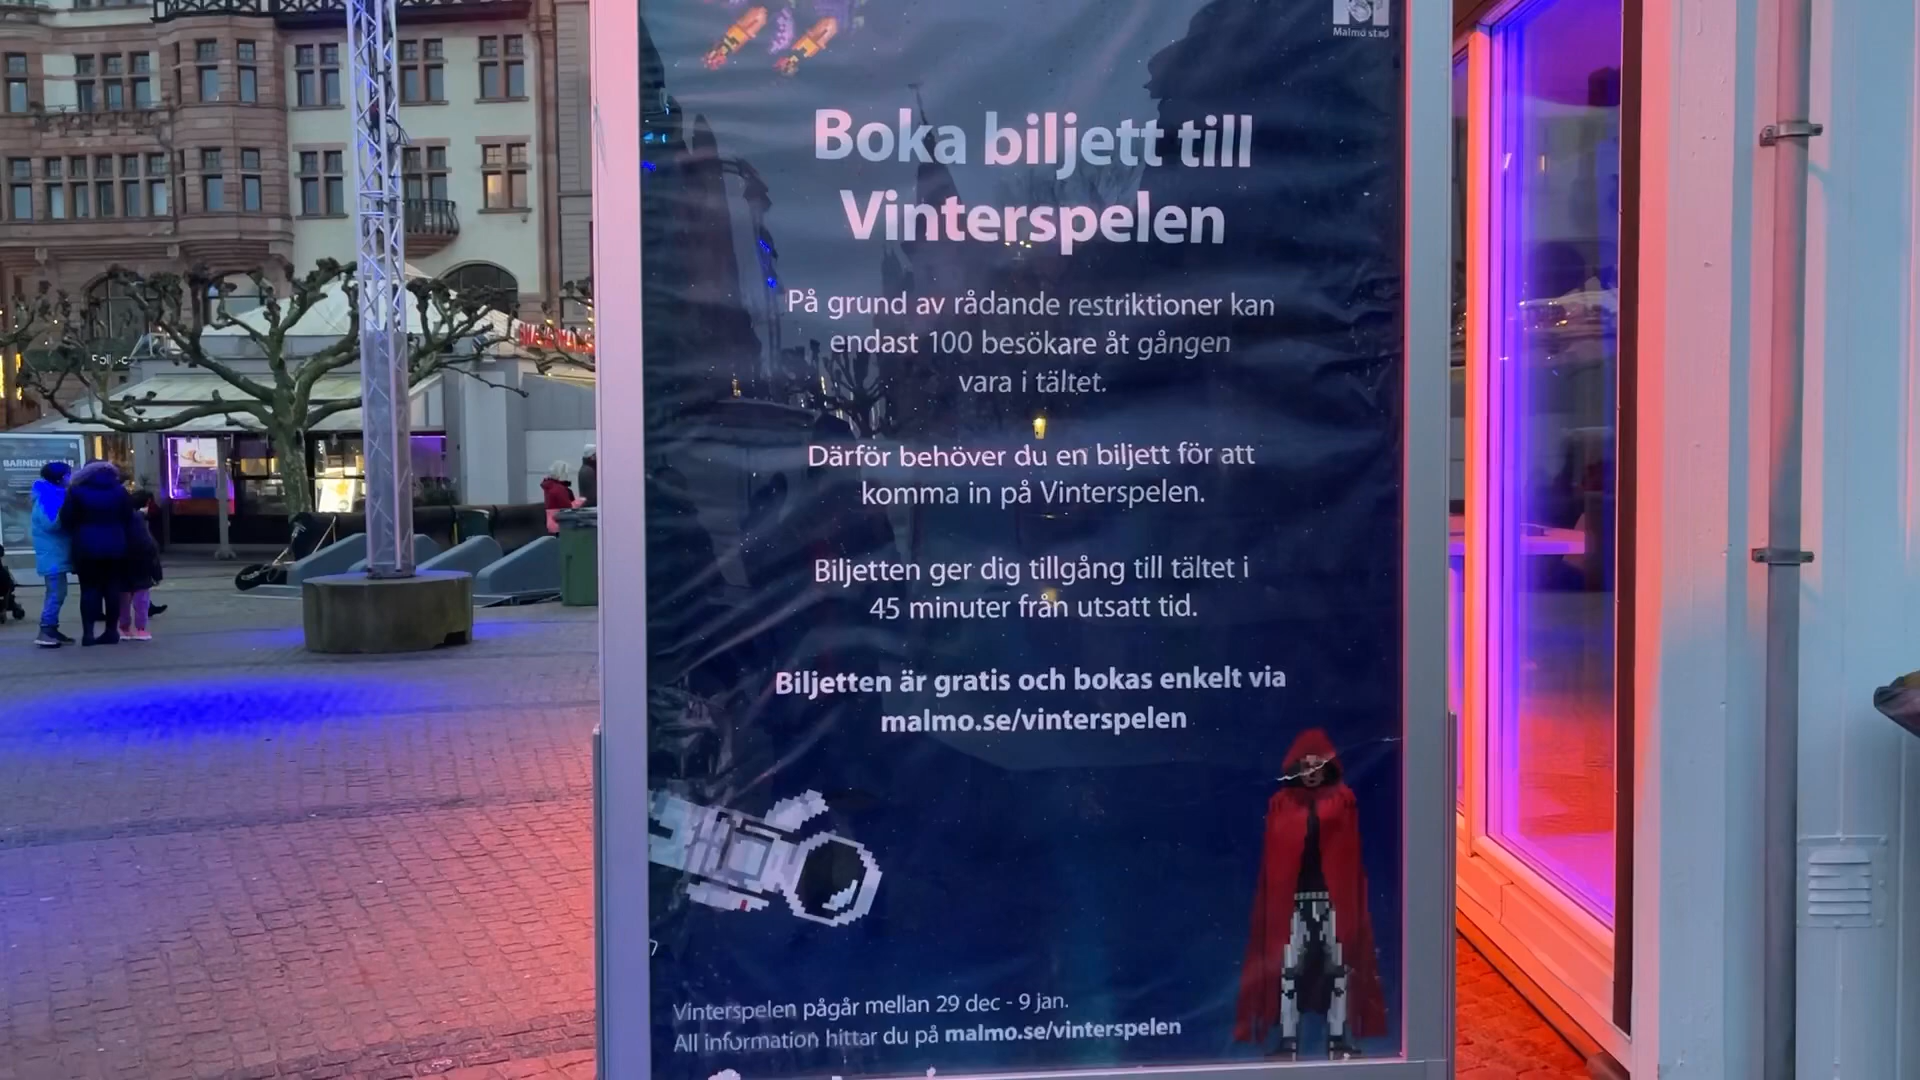 Malmö stad
Boka biljett till
Vinterspelen
På grund av rådande restriktioner kan
endast 100 besökare åt gången
vara i tältet.
Därför behöver du en biljett för att
komma in på Vinterspelen.
Biljetten ger dig tillgång till tältet i
45 minuter från utsatt tid.
Biljetten är gratis och bokas enkelt via
malmo.se/vinterspelen
Vinterspelen pågår mellan 29 dec - 9 jan.
All information hittar du på malmo.se/vinterspelen
BARNENS